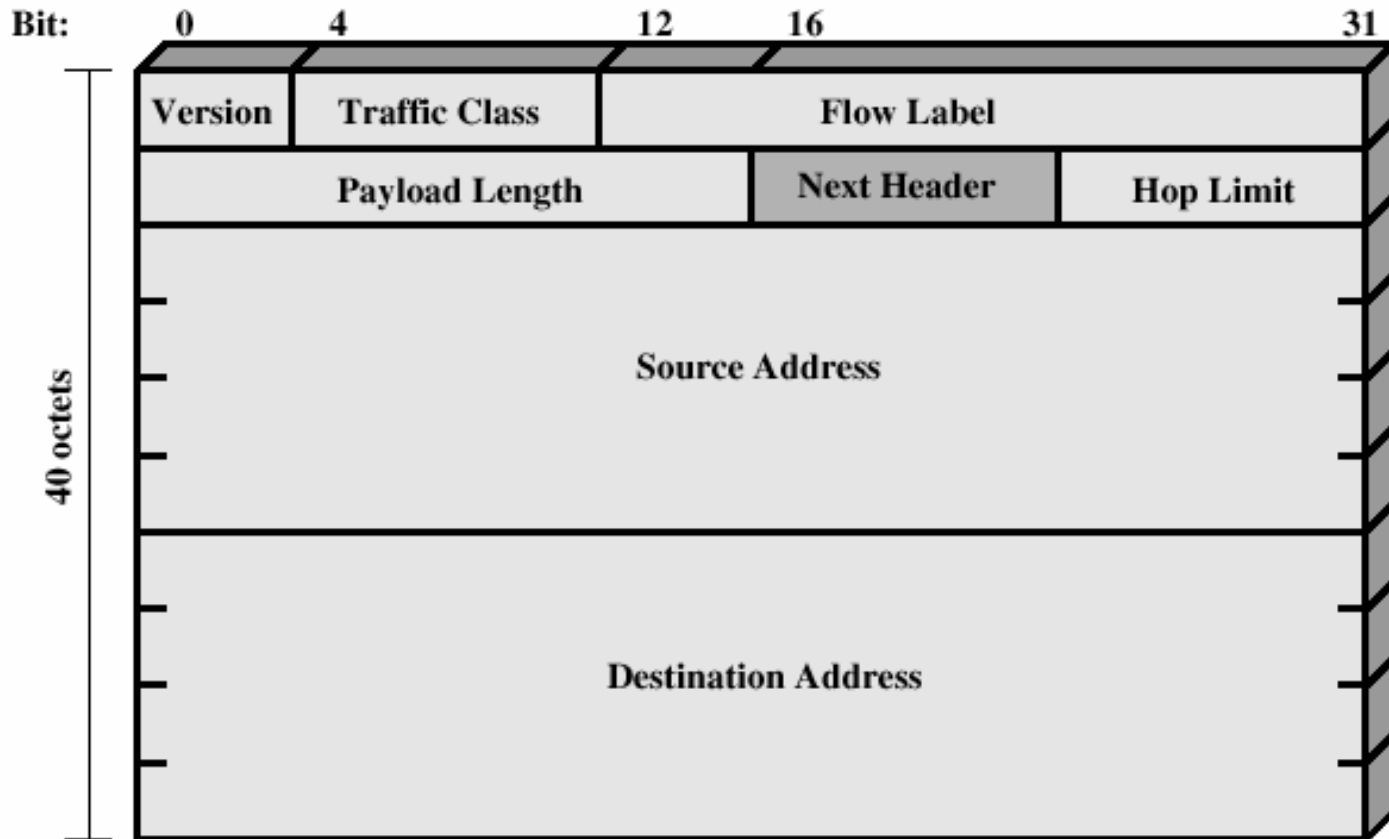 Bit: 0 4 12 16 31
Version Traffic Class Flow Label
Payload Length Next Header Hop Limit
Source Address
40 octets
Destination Address